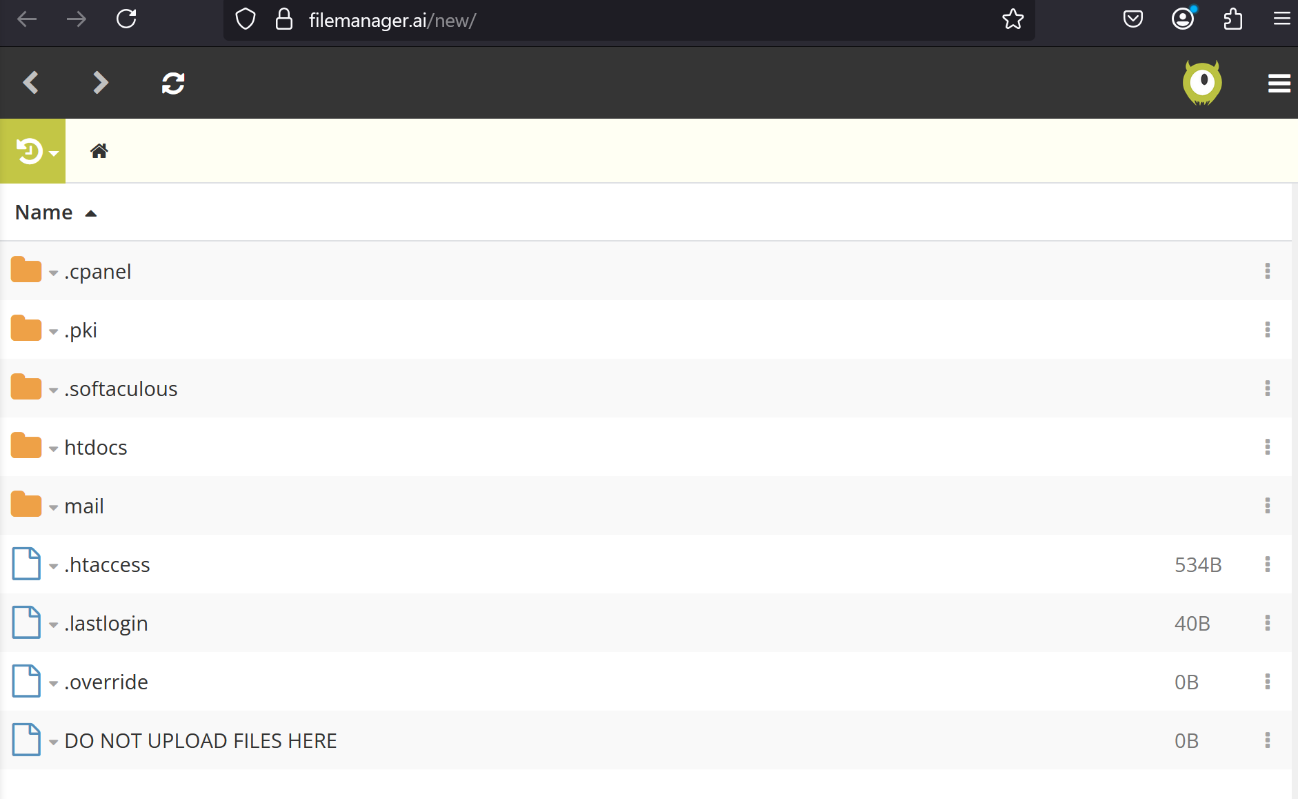 filemanager.ai/new/
Name
.cpanel
.pki
.softaculous
htdocs
mail
.htaccess 534B
.lastlogin 40B
.override 0B
DO NOT UPLOAD FILES HERE 0B